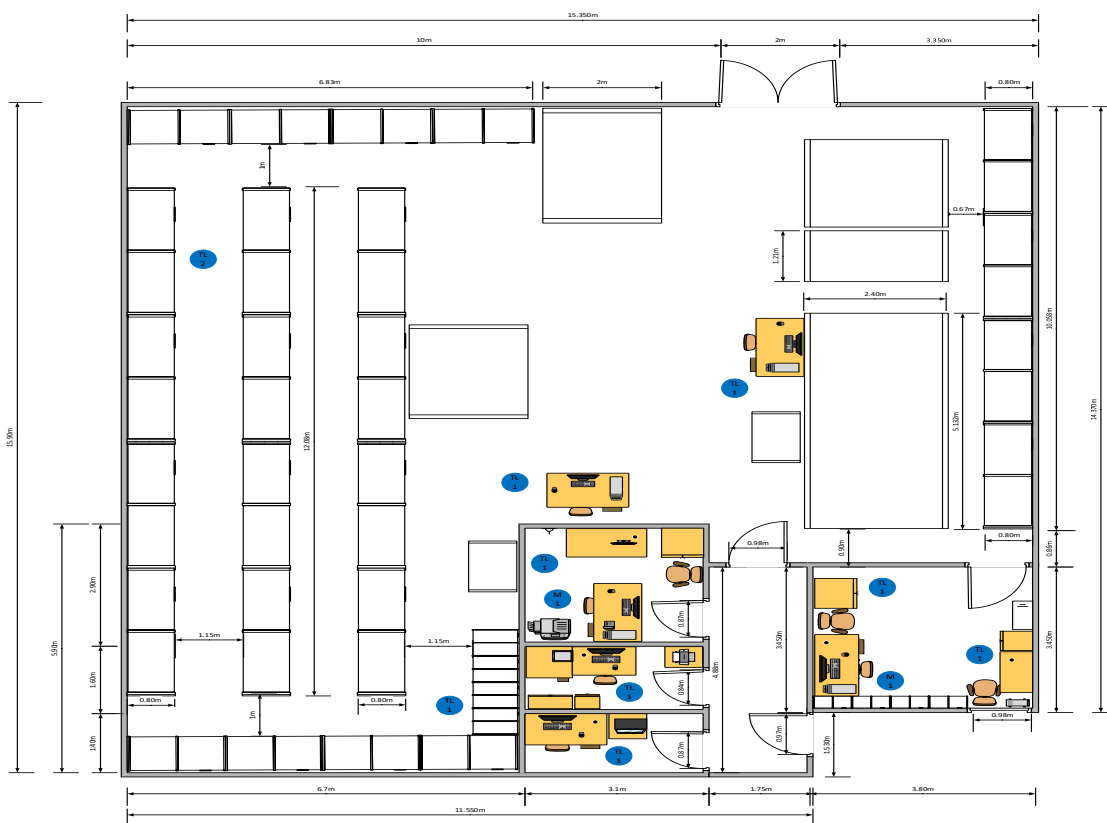 15.350m
10m
2m
3.350m
6.83m
2m
0.80m
1m
0.67m
TL
2
1.21m
2.40m
15.90m
12.08m
10.058m
14.370m
TL
1
5.132m
TL
1
0.98m
0.90m
0.80m
0.86m
TL
1
M
1
0.87m
TL
1
2.90m
5.90m
1.15m
1.15m
4.88m
3.450m
3.450m
TL
1
M
1
0.80m
0.80m
1.60m
1m
TL
1
TL
1
0.84m
0.98m
1.40m
TL
1
0.87m
0.97m
1.530m
6.7m
3.1m
1.75m
3.80m
11.550m